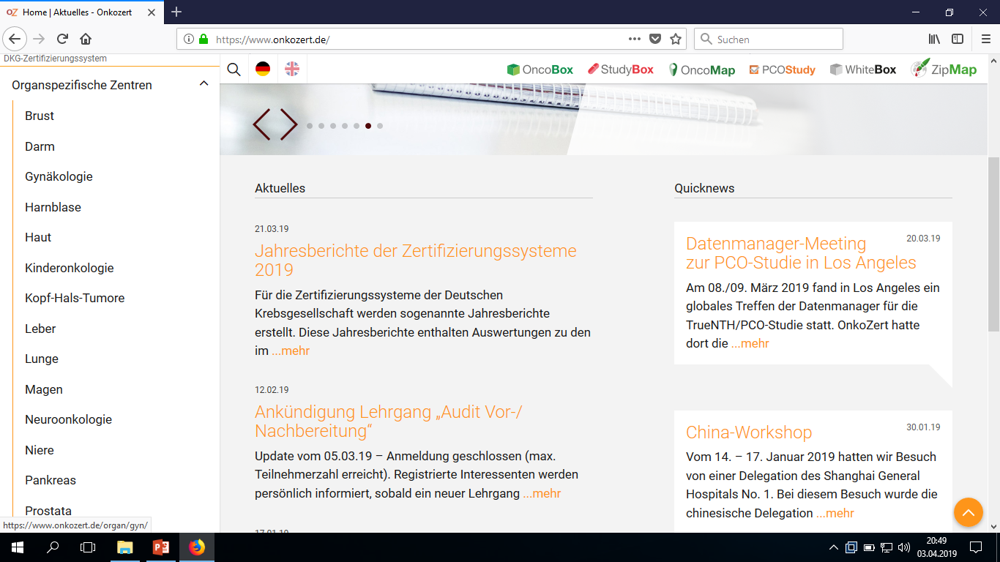 Home | Aktuelles - Onkozert
https://www.onkozert.de/
Suchen
DKG-Zertifizierungssystem
Organspezifische Zentren
Brust
Darm
Gynäkologie
Harnblase
Haut
Kinderonkologie
Kopf-Hals-Tumore
Leber
Lunge
Magen
Neuroonkologie
Niere
Pankreas
Prostata
https://www.onkozert.de/organ/gyn/
OncoBox
StudyBox
OncoMap
PCOStudy
WhiteBox
ZipMap
Aktuelles
21.03.19
Jahresberichte der Zertifizierungssysteme
2019
Für die Zertifizierungssysteme der Deutschen
Krebsgesellschaft werden sogenannte Jahresberichte
erstellt. Diese Jahresberichte enthalten Auswertungen zu den
im ...mehr
12.02.19
Ankündigung Lehrgang „Audit Vor-/
Nachbereitung“
Update vom 05.03.19 – Anmeldung geschlossen (max.
Teilnehmerzahl erreicht). Registrierte Interessenten werden
persönlich informiert, sobald ein neuer Lehrgang ...mehr
17.01.19
Quicknews
20.03.19
Datenmanager-Meeting
zur PCO-Studie in Los Angeles
Am 08./09. März 2019 fand in Los Angeles ein
globales Treffen der Datenmanager für die
TrueNTH/PCO-Studie statt. OnkoZert hatte
dort die ...mehr
30.01.19
China-Workshop
Vom 14. – 17. Januar 2019 hatten wir Besuch
von einer Delegation des Shanghai General
Hospitals No. 1. Bei diesem Besuch wurde die
chinesische Delegation ...mehr
20:49
03.04.2019